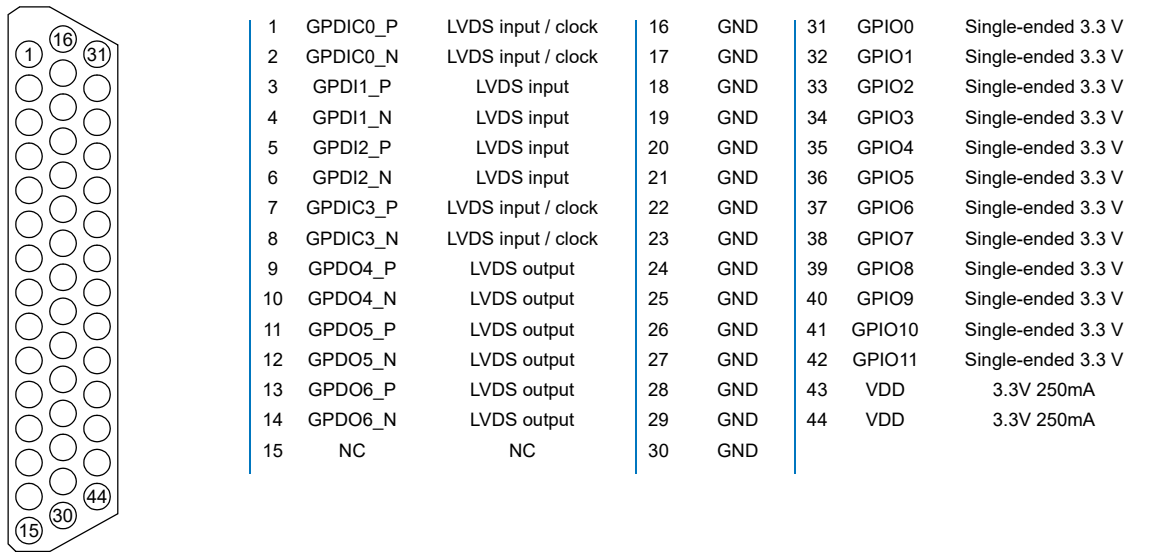 1 16 31
44
30
15
1 GPDIC0_P LVDS input / clock 16 GND 31 GPIO0 Single-ended 3.3 V
2 GPDIC0_N LVDS input / clock 17 GND 32 GPIO1 Single-ended 3.3 V
3 GPDI1_P LVDS input 18 GND 33 GPIO2 Single-ended 3.3 V
4 GPDI1_N LVDS input 19 GND 34 GPIO3 Single-ended 3.3 V
5 GPDI2_P LVDS input 20 GND 35 GPIO4 Single-ended 3.3 V
6 GPDI2_N LVDS input 21 GND 36 GPIO5 Single-ended 3.3 V
7 GPDIC3_P LVDS input / clock 22 GND 37 GPIO6 Single-ended 3.3 V
8 GPDIC3_N LVDS input / clock 23 GND 38 GPIO7 Single-ended 3.3 V
9 GPDO4_P LVDS output 24 GND 39 GPIO8 Single-ended 3.3 V
10 GPDO4_N LVDS output 25 GND 40 GPIO9 Single-ended 3.3 V
11 GPDO5_P LVDS output 26 GND 41 GPIO10 Single-ended 3.3 V
12 GPDO5_N LVDS output 27 GND 42 GPIO11 Single-ended 3.3 V
13 GPDO6_P LVDS output 28 GND 43 VDD 3.3V 250mA
14 GPDO6_N LVDS output 29 GND 44 VDD 3.3V 250mA
15 NC NC 30 GND